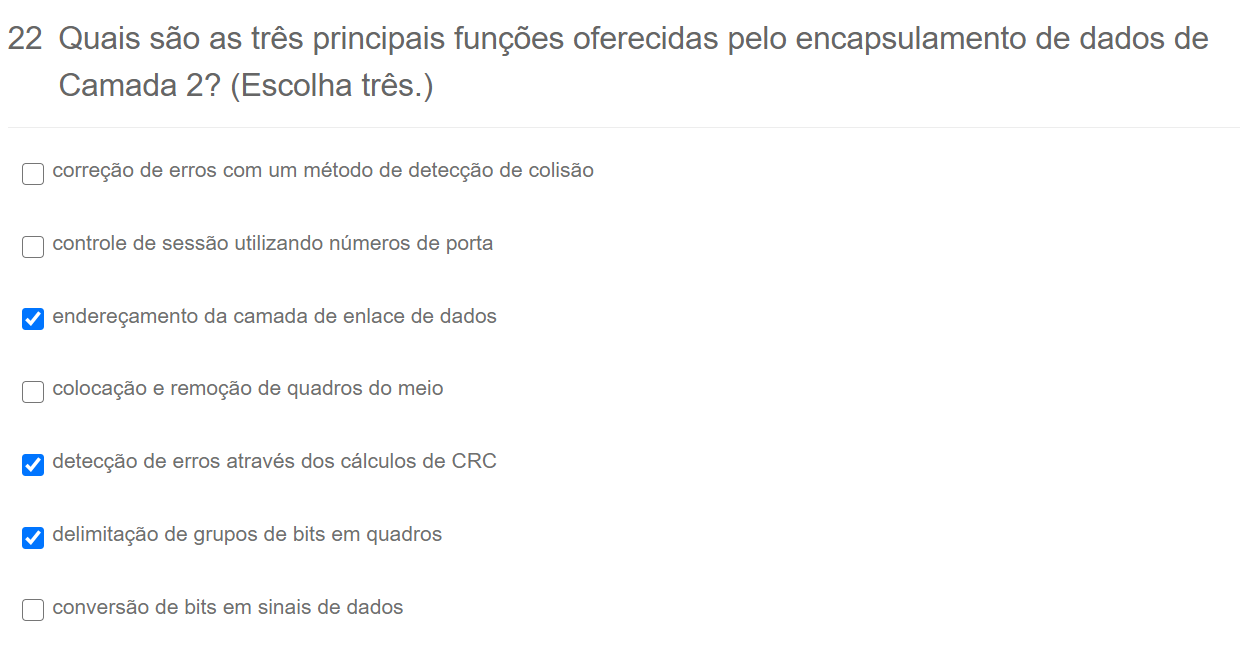 22 Quais são as três principais funções oferecidas pelo encapsulamento de dados de
Camada 2? (Escolha três.)
correção de erros com um método de detecção de colisão
controle de sessão utilizando números de porta
endereçamento da camada de enlace de dados
colocação e remoção de quadros do meio
detecção de erros através dos cálculos de CRC
delimitação de grupos de bits em quadros
conversão de bits em sinais de dados